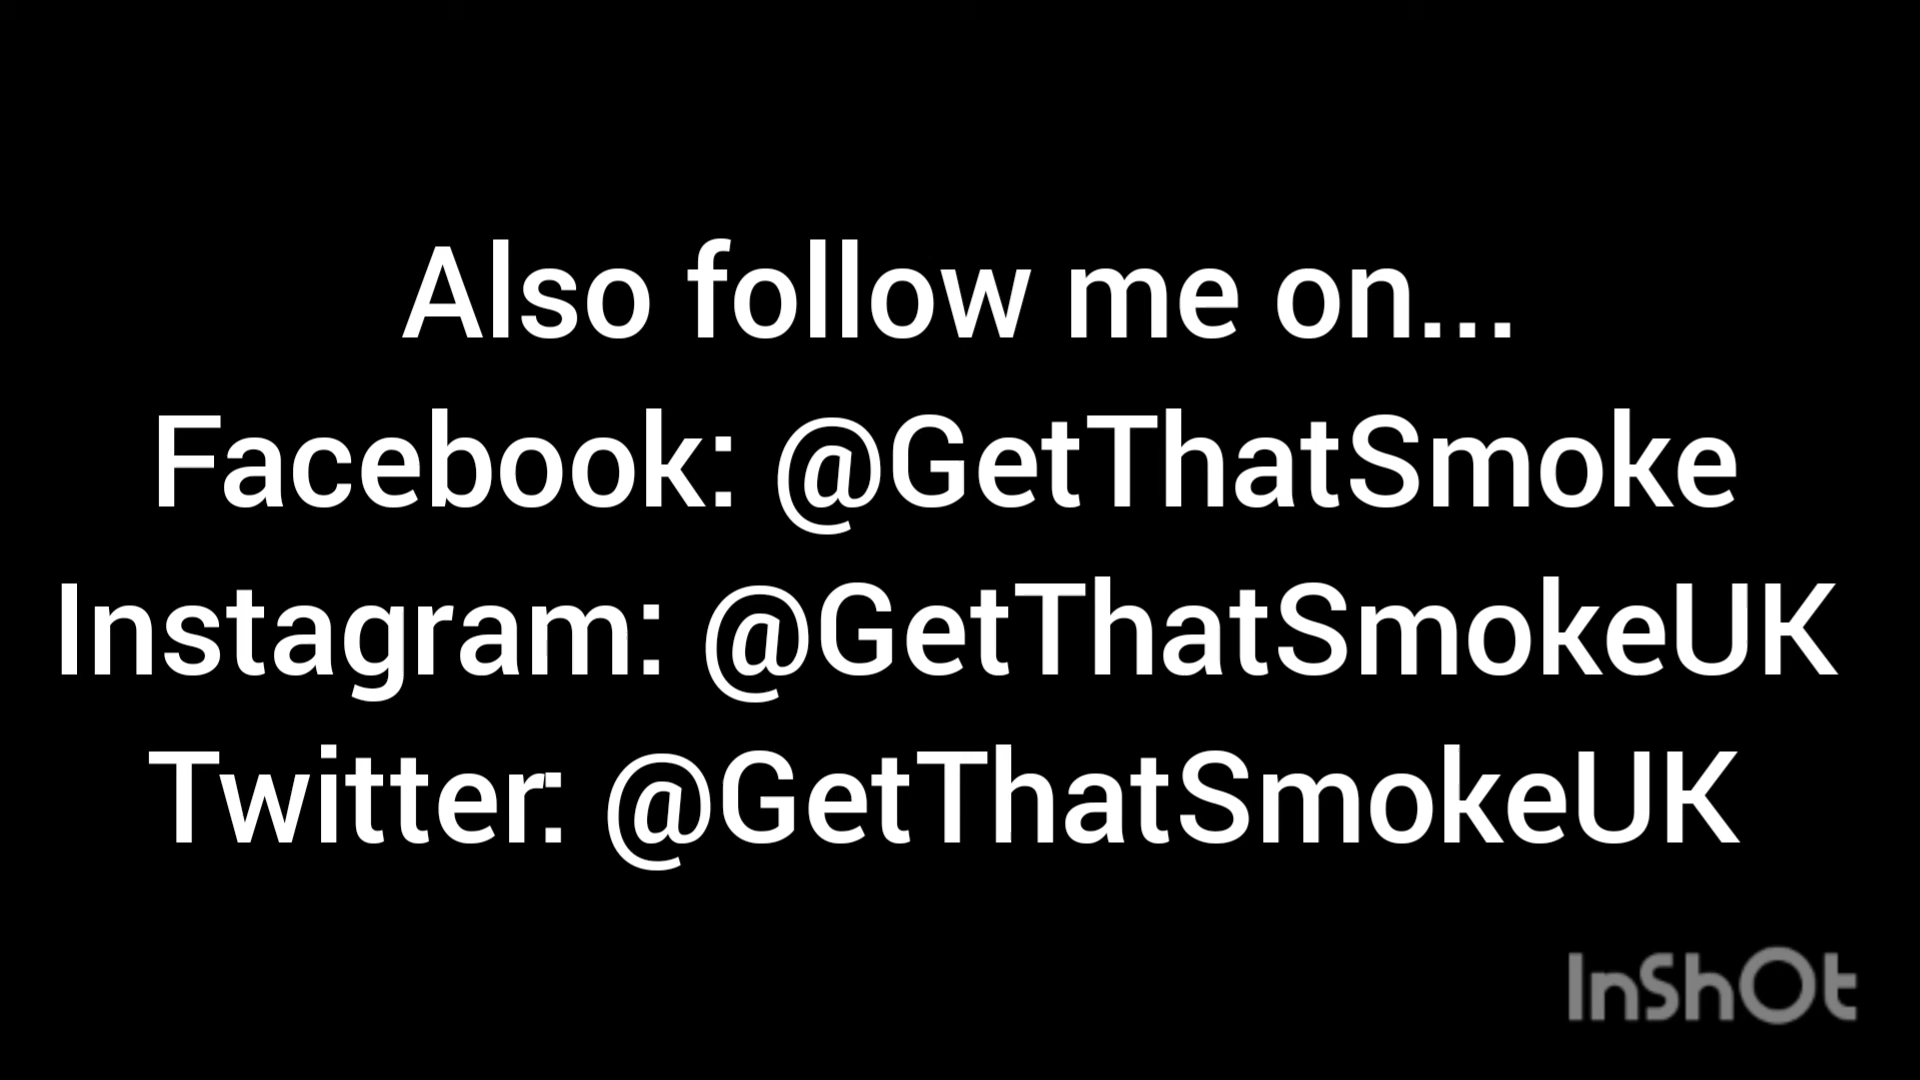 Also follow me on...
Facebook: @GetThatSmoke
Instagram: @GetThatSmokeUK
Twitter: @GetThatSmokeUK
InShOt